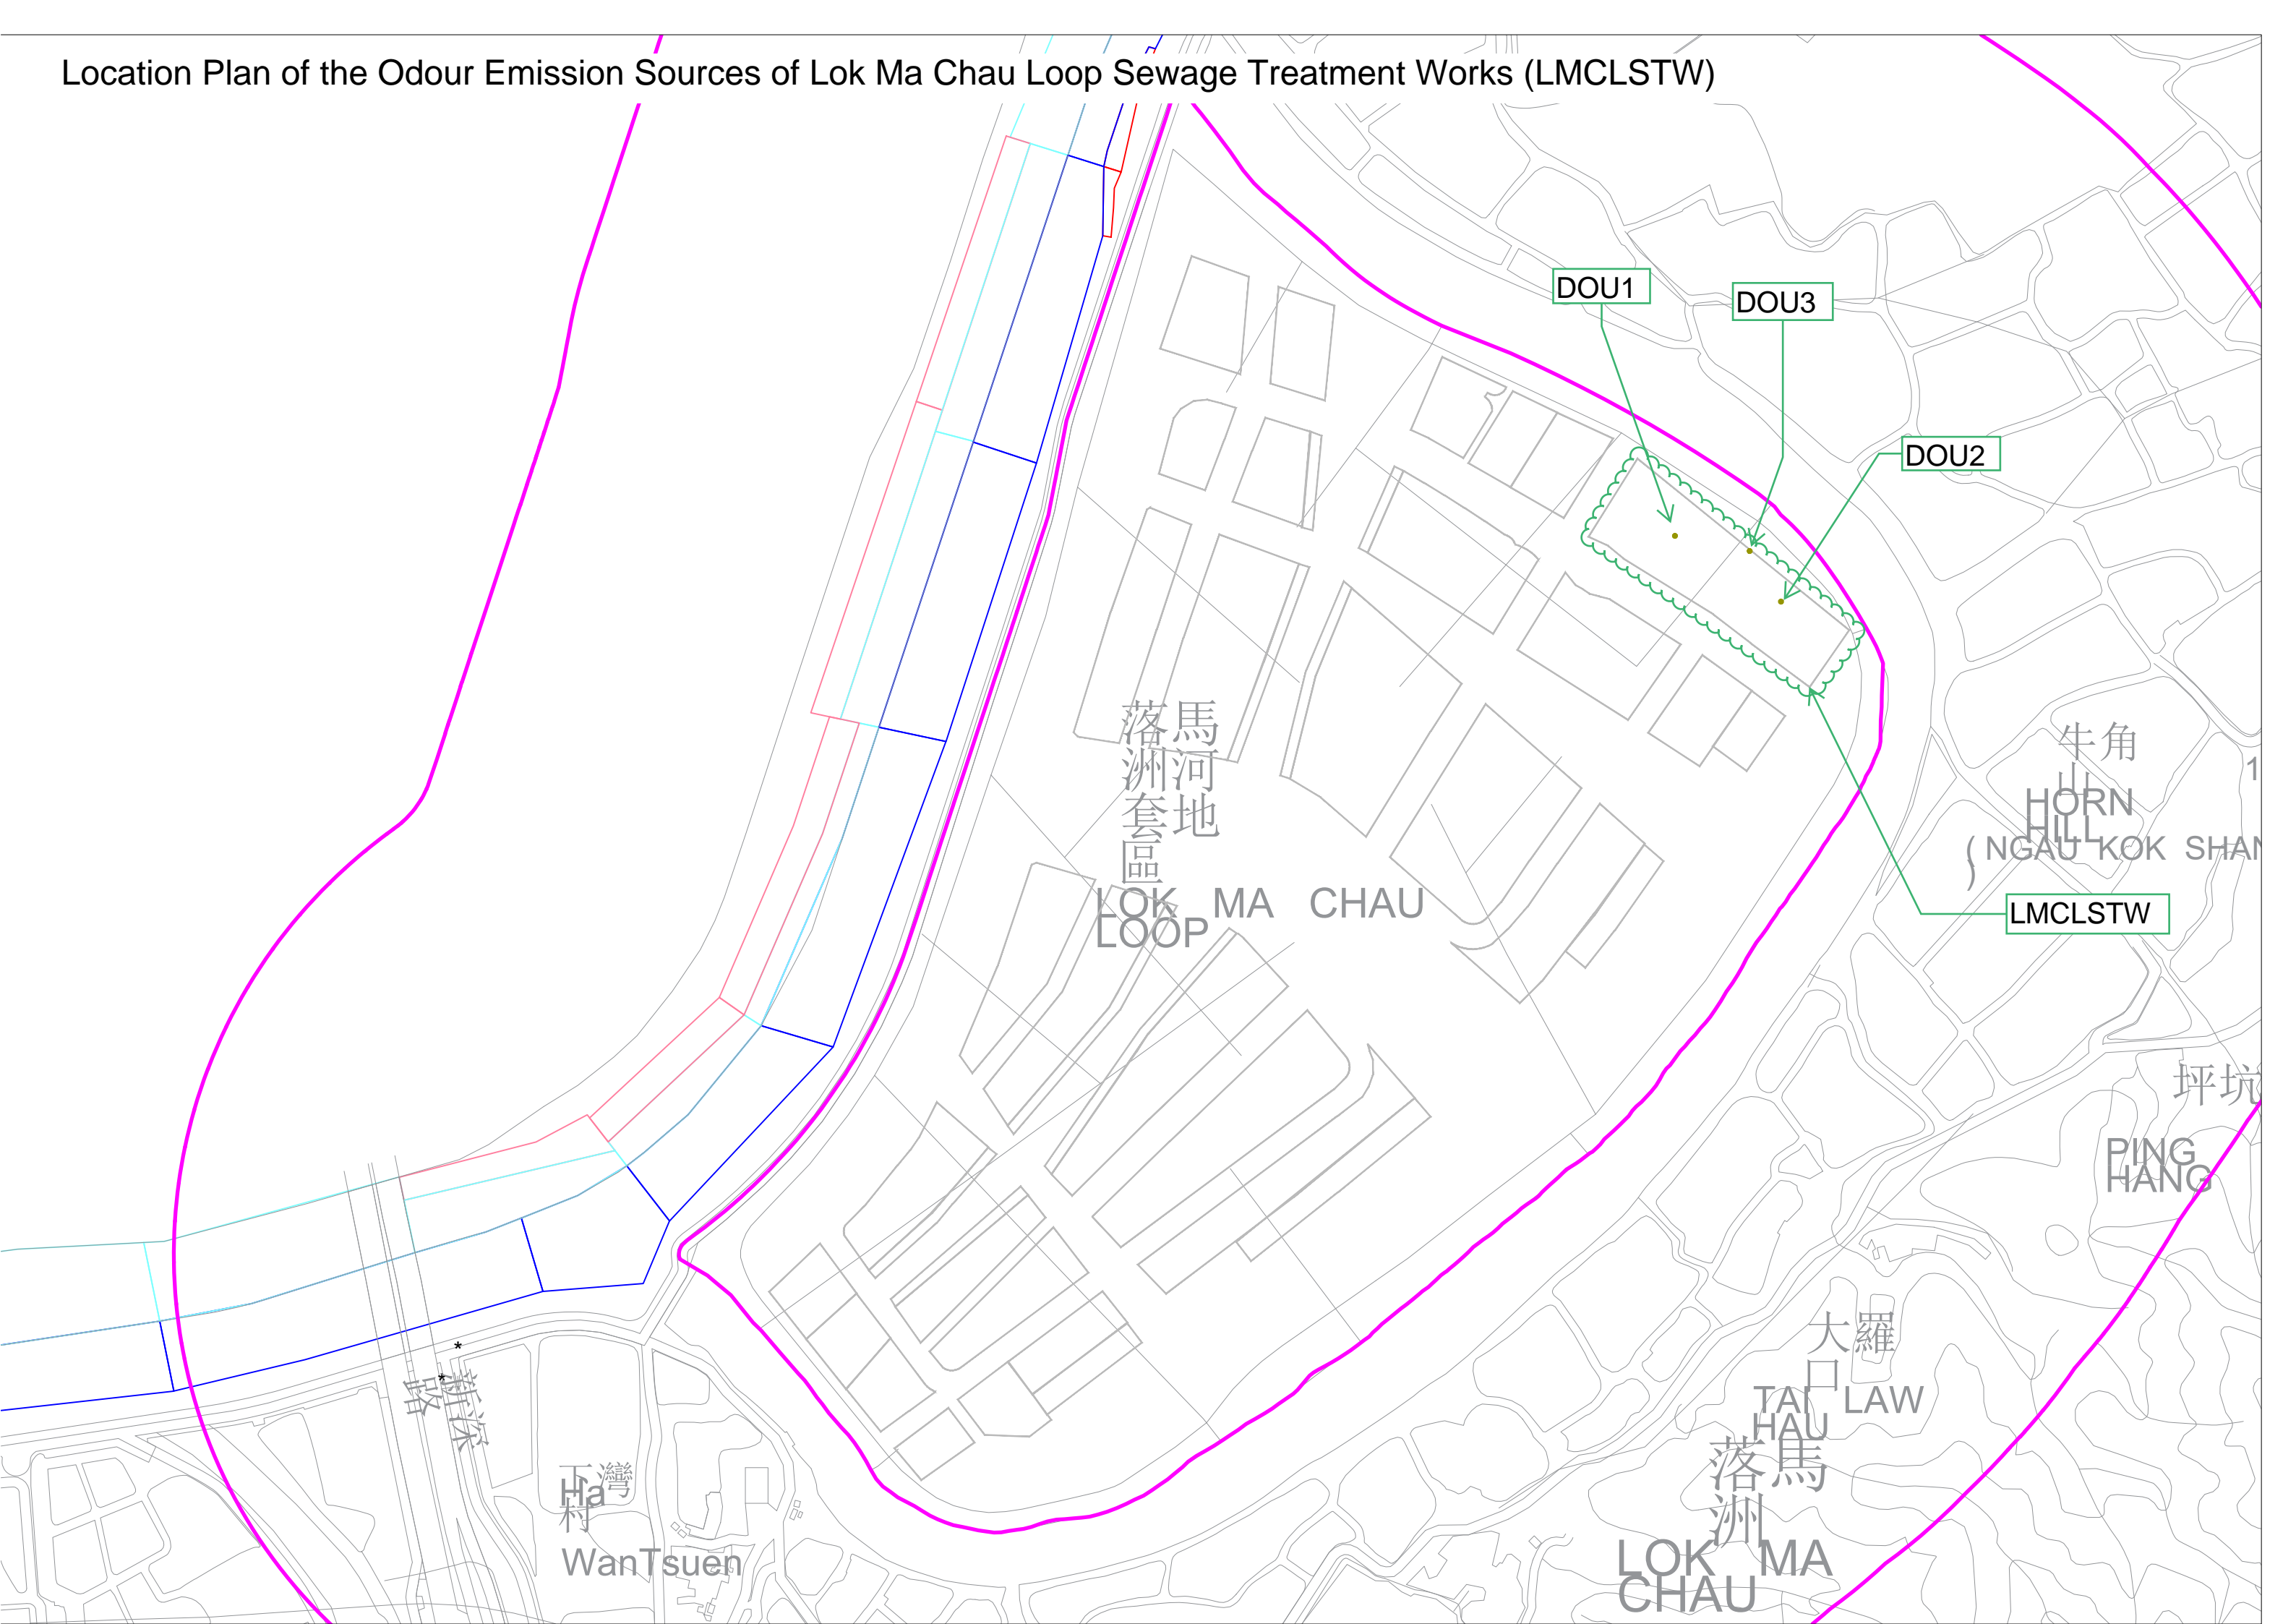 Location Plan of the Odour Emission Sources of Lok Ma Chau Loop Sewage Treatment Works (LMCLSTW)
DOU1
DOU3
DOU2
落馬
洲河
套地
區
LOK MA CHAU
LOOP
牛角
山
HORN
HILL
( NGAU KOK SHAN
)
1
LMCLSTW
坪坑
PING
HANG
大羅
口
TAI LAW
HAU
落馬
洲
LOK MA
CHAU
下灣
村
Ha
WanTsuen
*
*